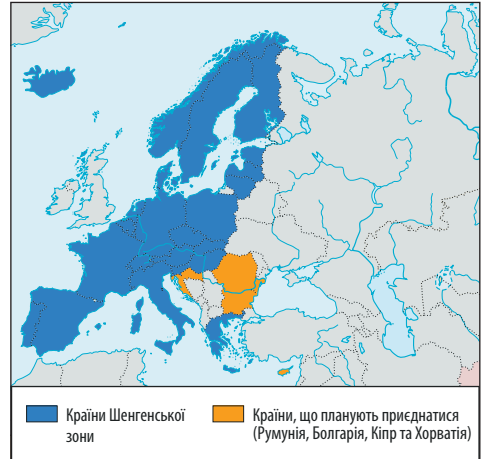 Країни Шенгенської
зони
Країни, що планують приєднатися
(Румунія, Болгарія, Кіпр та Хорватія)